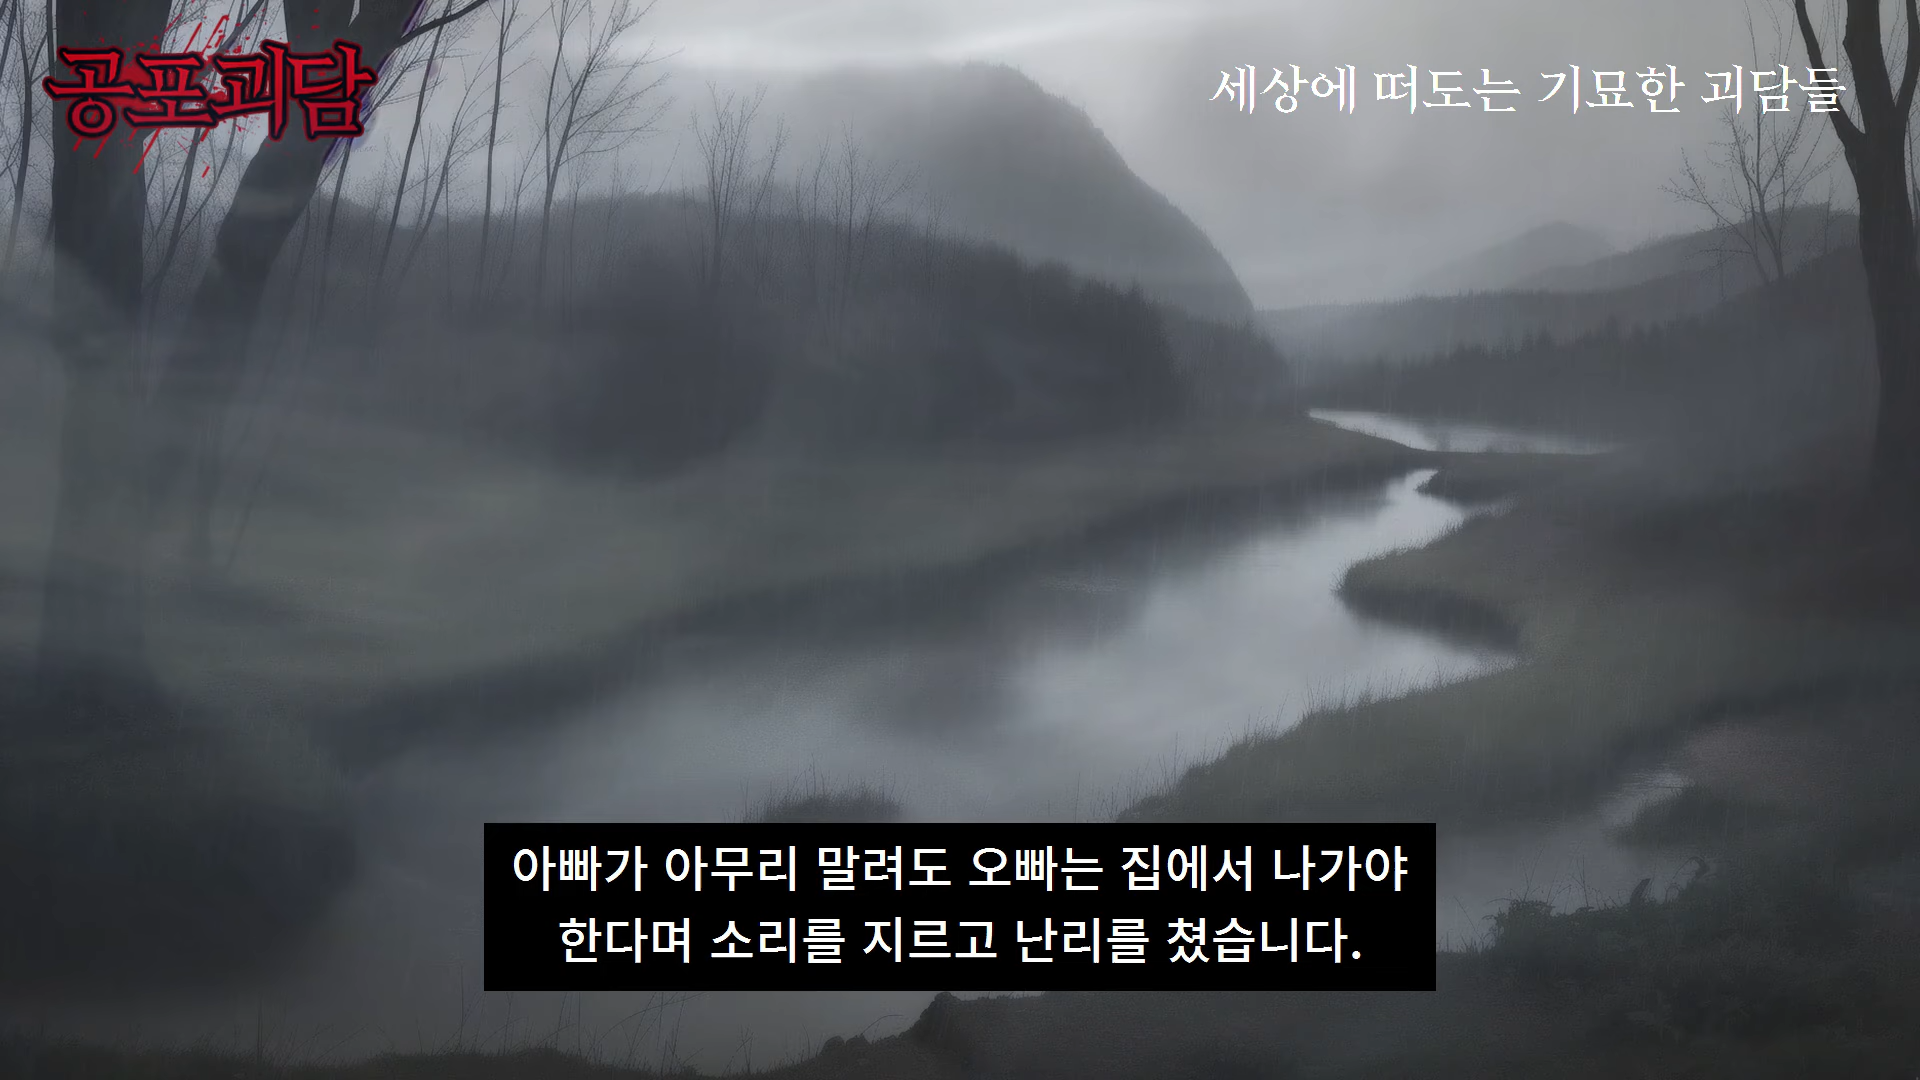 공포괴담
세상에 떠도는 기묘한 괴담들
아빠가 아무리 말려도 오빠는 집에서 나가야
한다며 소리를 지르고 난리를 쳤습니다.